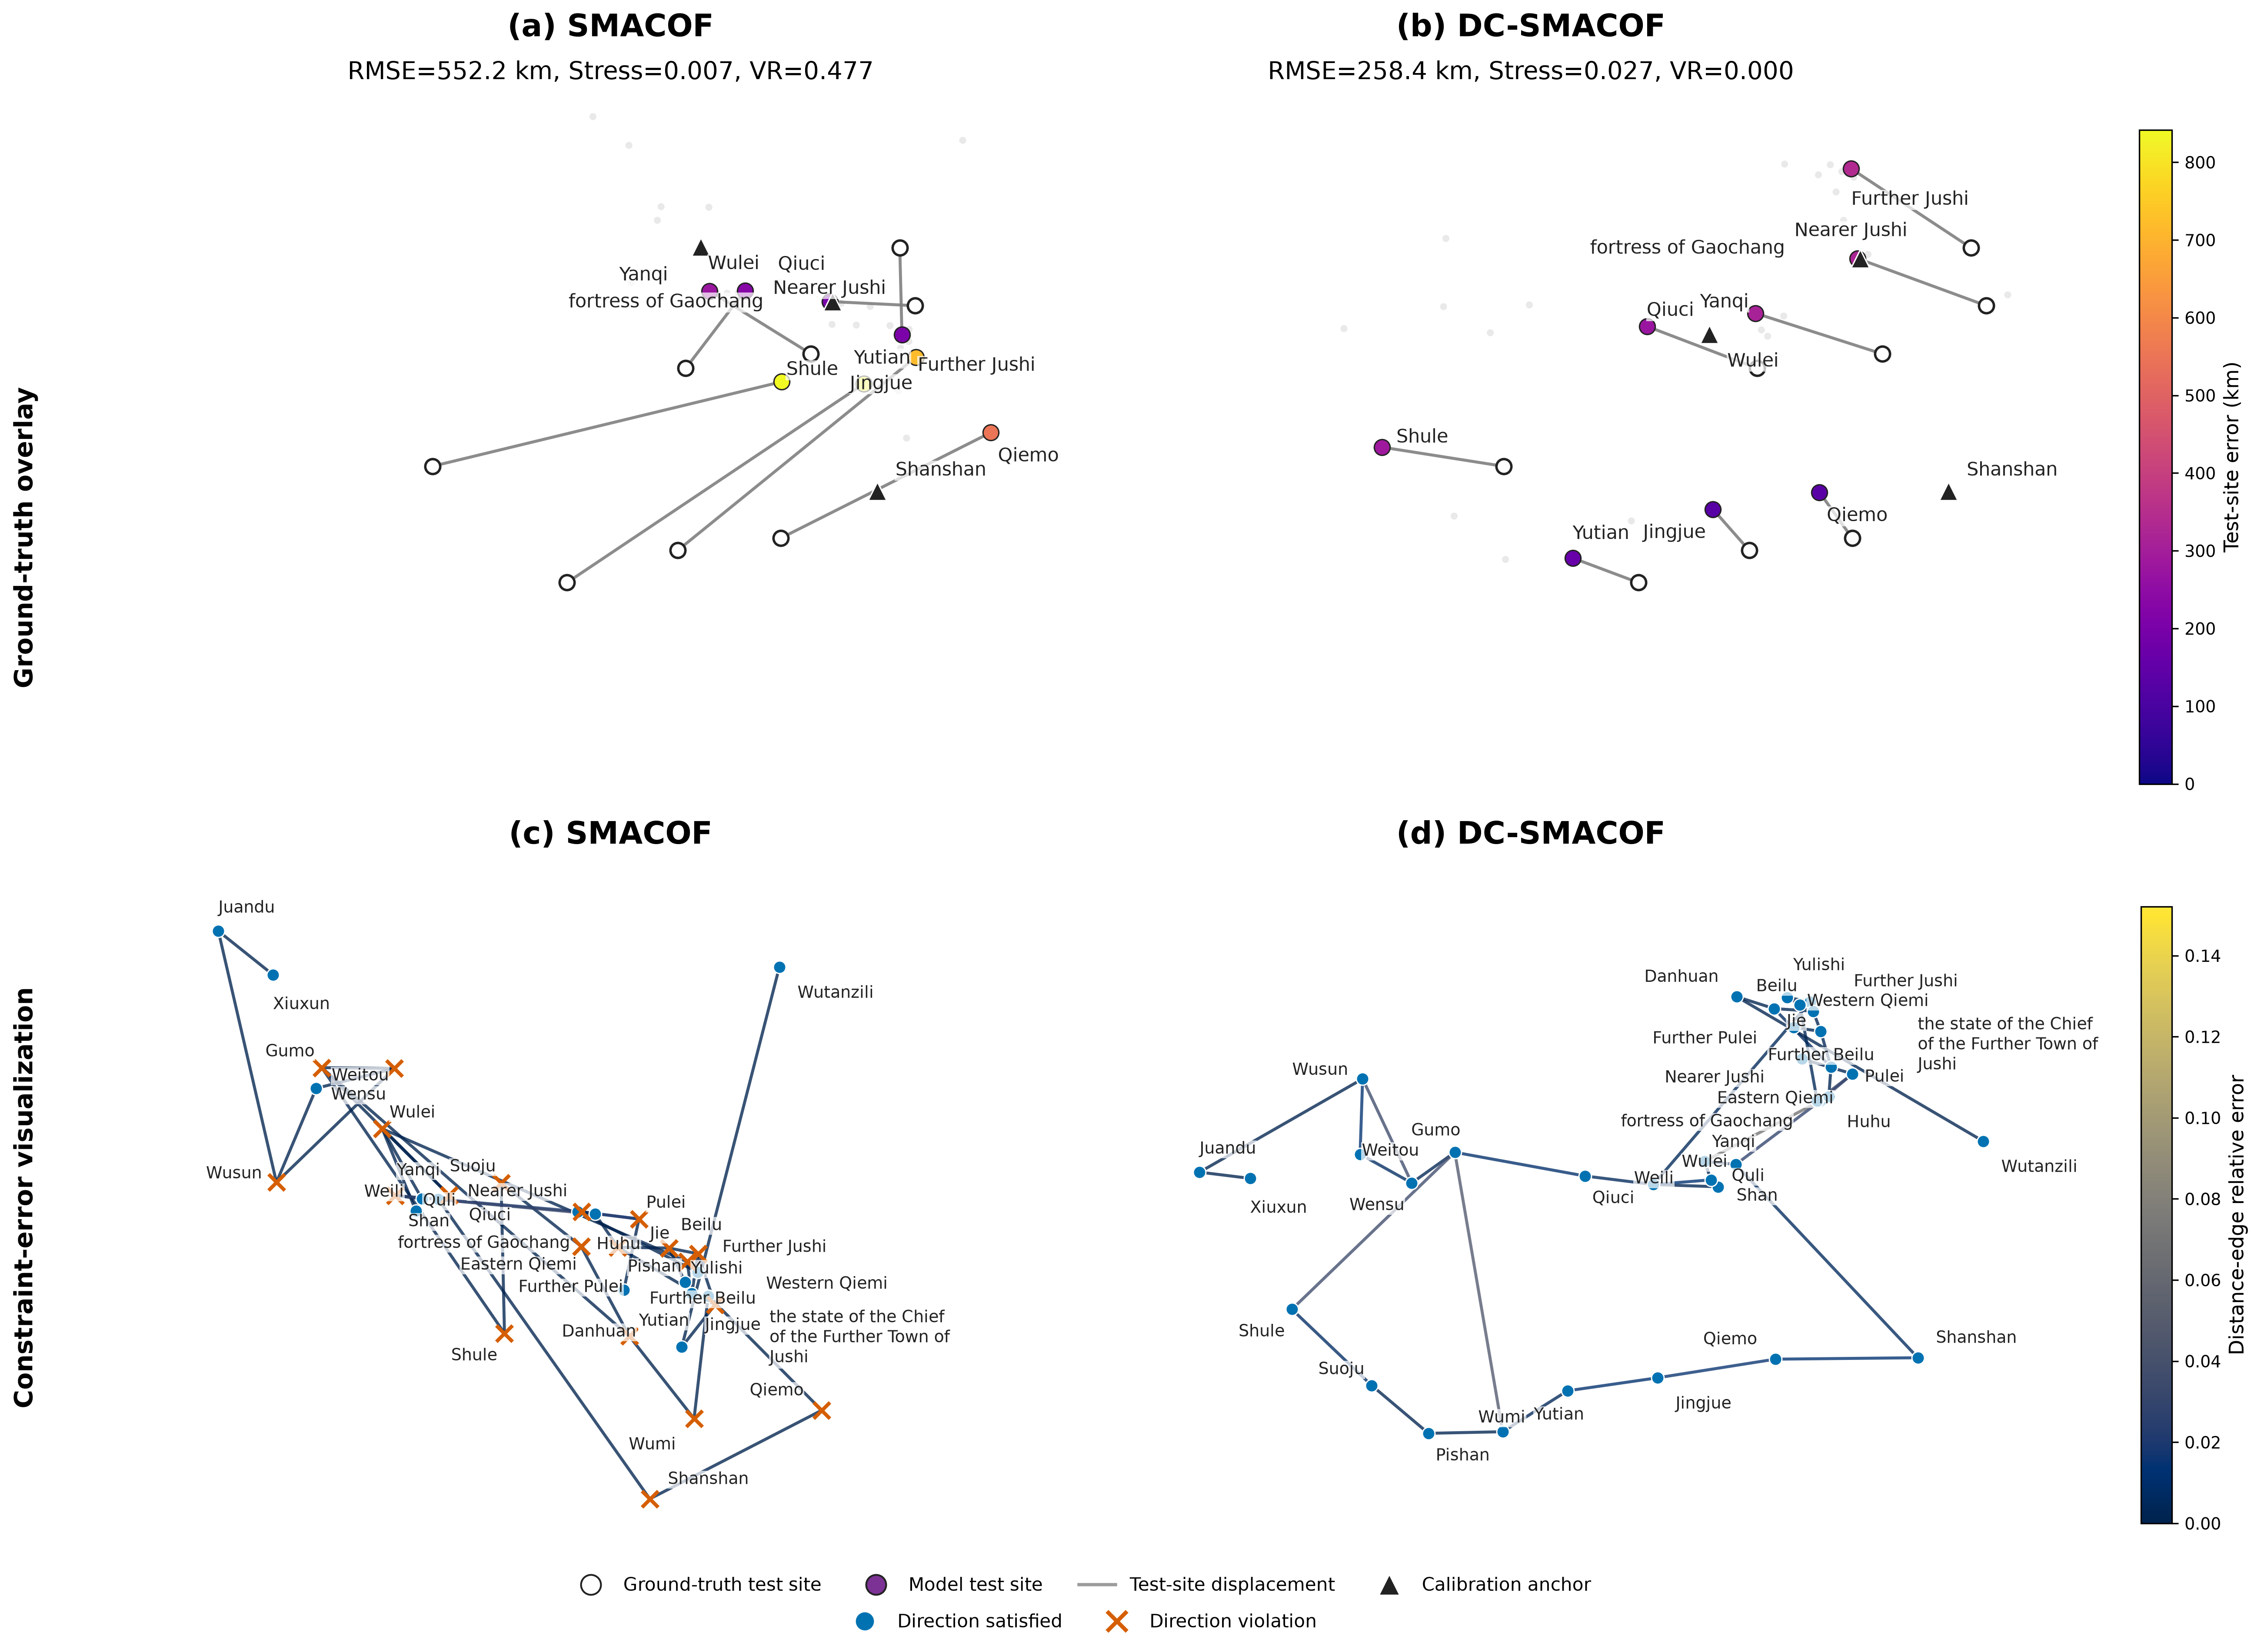 (a) SMACOF
RMSE=552.2 km, Stress=0.007, VR=0.477
(b) DC-SMACOF
RMSE=258.4 km, Stress=0.027, VR=0.000
Ground-truth overlay
Wulei
Qiuci
Yanqi
Nearer Jushi
fortress of Gaochang
Yutian
Further Jushi
Shule
Jingjue
Qiemo
Shanshan
Further Jushi
Nearer Jushi
fortress of Gaochang
Qiuci
Yanqi
Wulei
Shule
Shanshan
Qiemo
Yutian
Jingjue
800
700
600
500
400
300
200
100
0
Test-site error (km)
(c) SMACOF
(d) DC-SMACOF
Constraint-error visualization
Juandu
Xiuxun
Wutanzili
Gumo
Weitou
Wensu
Wulei
Wusun
Yanqi
Suoju
Weili
Quli
Nearer Jushi
Pulei
Shan
Qiuci
Beilu
Jie
fortress of Gaochang
Huhu
Further Jushi
Eastern Qiemi
Pishan
Yulishi
Further Pulei
Western Qiemi
Further Beilu
Danhuan
Yutian
Jingjue
the state of the Chief
of the Further Town of
Jushi
Shule
Qiemo
Wumi
Shanshan
Yulishi
Danhuan
Beilu
Further Jushi
Western Qiemi
Jie
the state of the Chief
of the Further Town of
Jushi
Further Pulei
Further Beilu
Wusun
Nearer Jushi
Pulei
Eastern Qiemi
Gumo
fortress of Gaochang
Huhu
Juandu
Weitou
Yanqi
Wulei
Wutanzili
Weili
Quli
Xiuxun
Wensu
Qiuci
Shan
Shule
Qiemo
Shanshan
Suoju
Jingjue
Wumi
Yutian
Pishan
0.14
0.12
0.10
0.08
0.06
0.04
0.02
0.00
Distance-edge relative error
Ground-truth test site
Model test site
Test-site displacement
Calibration anchor
Direction satisfied
Direction violation